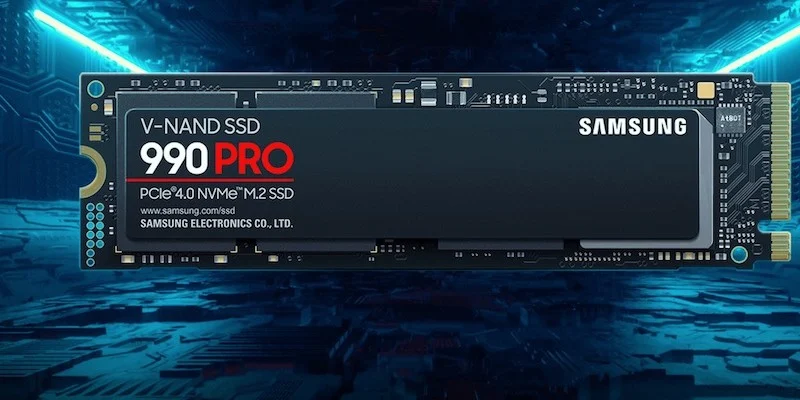 V-NAND SSD
990 PRO
PCIe®4.0 NVMe™ M.2 SSD
www.samsung.com/ssd
SAMSUNG ELECTRONICS CO., LTD.
SAMSUNG